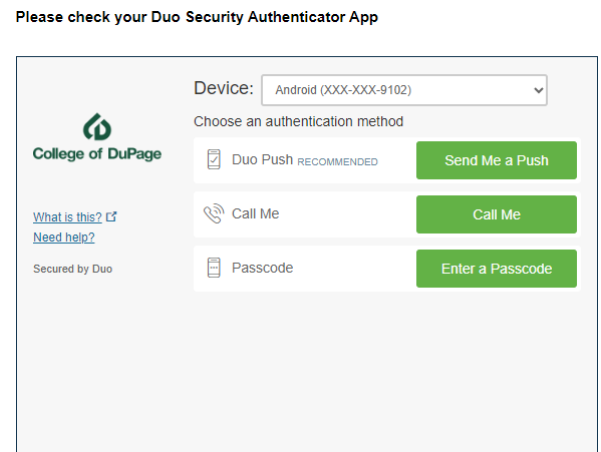 Please check your Duo Security Authenticator App
Device: Android (XXX-XXX-9102)
Choose an authentication method
College of DuPage
Duo Push RECOMMENDED Send Me a Push
Call Me Call Me
Passcode Enter a Passcode
What is this?
Need help?
Secured by Duo